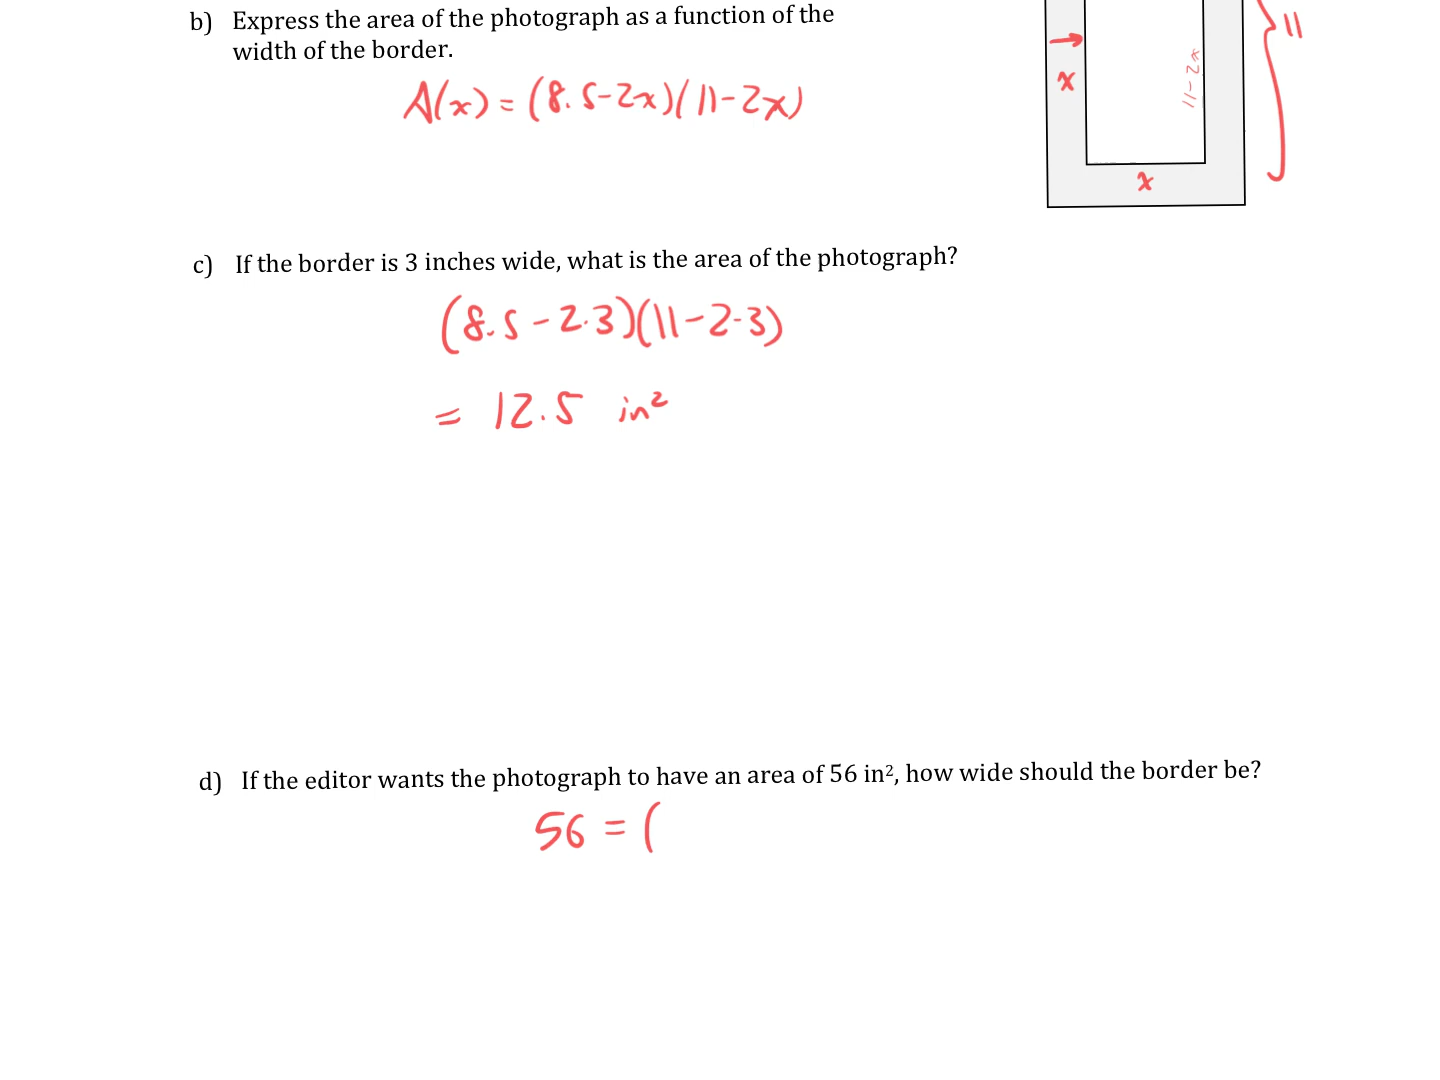 b) Express the area of the photograph as a function of the
width of the border.
A(x) = (8.5-2x)(11-2x)
→
x
11-2x
11
x
c) If the border is 3 inches wide, what is the area of the photograph?
(8.5-2·3)(11-2·3)
= 12.5 in²
d) If the editor wants the photograph to have an area of 56 in², how wide should the border be?
56 = (